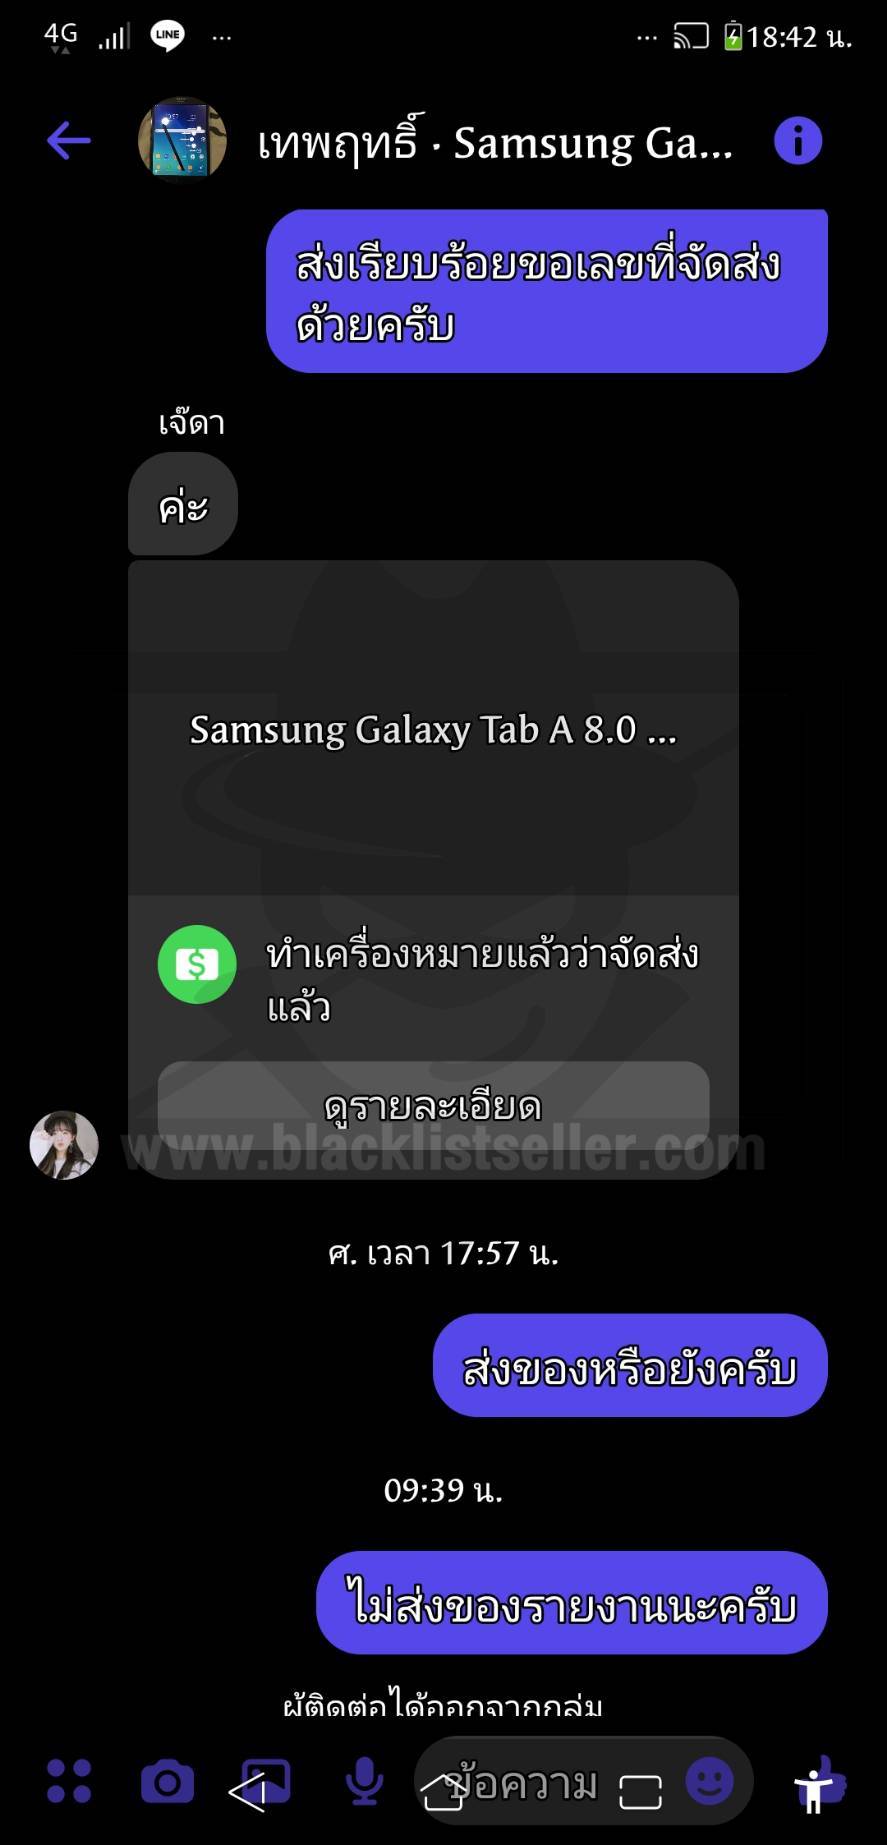 4G LINE ... ... 18:42 น.
เทพฤทธิ์ · Samsung Ga...
ส่งเรียบร้อยขอเลขที่จัดส่ง
ด้วยครับ
เจ๊ดา
ค่ะ
Samsung Galaxy Tab A 8.0 ...
ทำเครื่องหมายแล้วว่าจัดส่ง
แล้ว
ดูรายละเอียด
www.blacklistseller.com
ศ. เวลา 17:57 น.
ส่งของหรือยังครับ
09:39 น.
ไม่ส่งของรายงานนะครับ
ผู้ติดต่อได้ออกจากกลุ่ม
ข้อความ